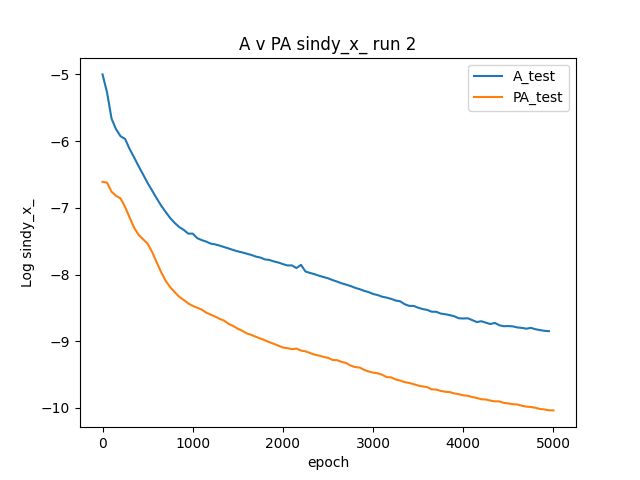 A v PA sindy_x_ run 2
A_test
PA_test
Log sindy_x_
−5
−6
−7
−8
−9
−10
0 1000 2000 3000 4000 5000
epoch